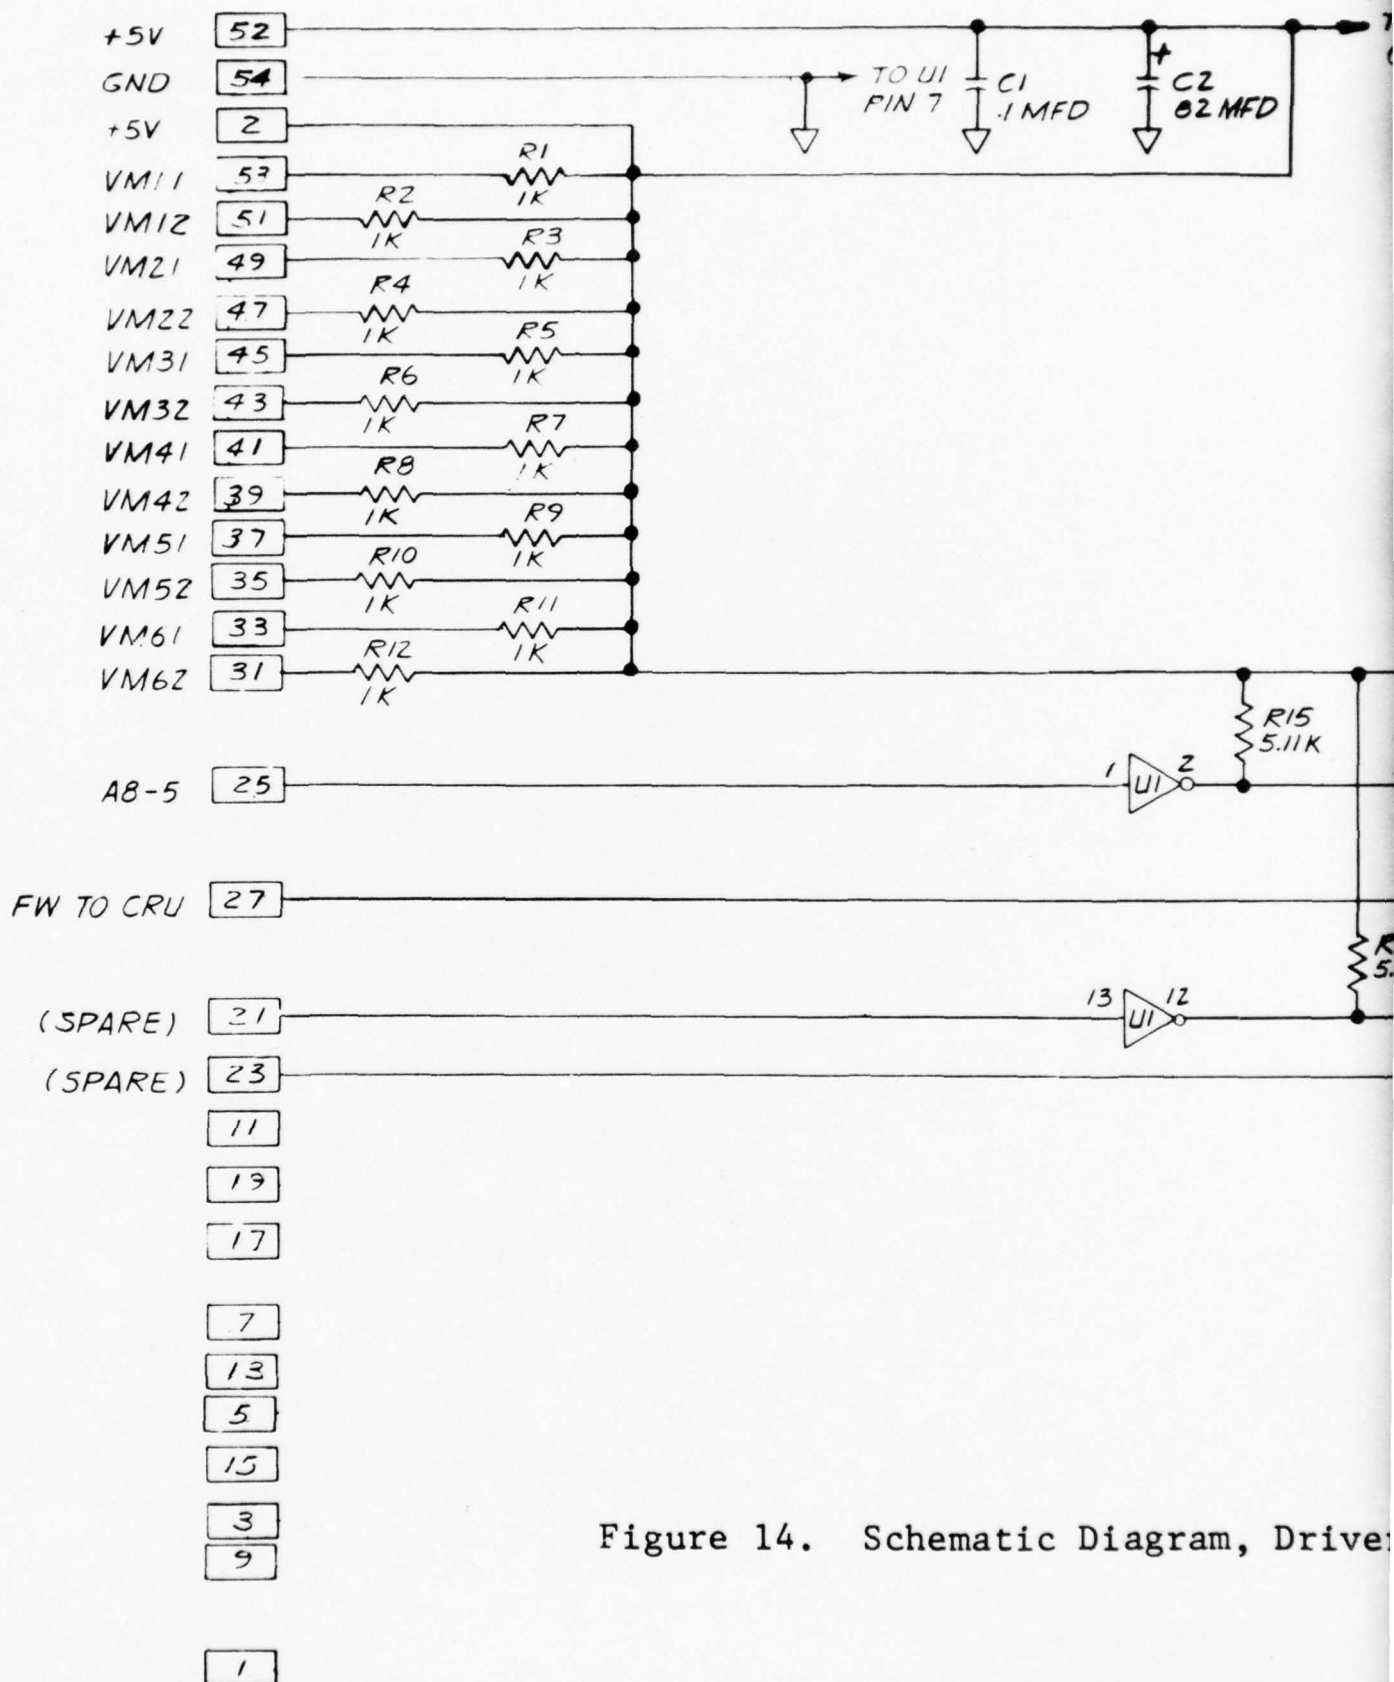 +5V 52
GND 54 TO U1
PIN 7
C1
.1 MFD
C2
82 MFD
+
+5V 2
VM11 53 R1 1K
VM12 51 R2 1K
VM21 49 R3 1K
VM22 47 R4 1K
VM31 45 R5 1K
VM32 43 R6 1K
VM41 41 R7 1K
VM42 39 R8 1K
VM51 37 R9 1K
VM52 35 R10 1K
VM61 33 R11 1K
VM62 31 R12 1K
R15
5.11K
A8-5 25 1 U1 2
FW TO CRU 27
(SPARE) 21 13 U1 12
(SPARE) 23
11
19
17
7
13
5
15
3
9
1
Figure 14. Schematic Diagram,